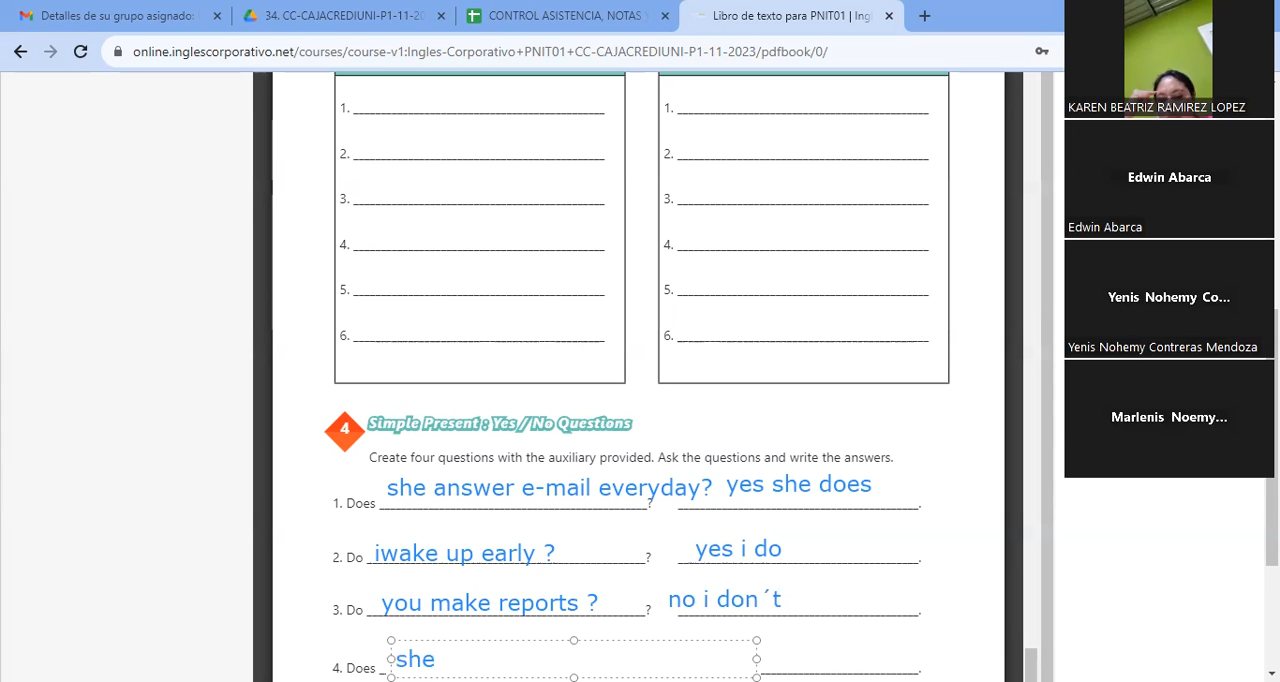 Detalles de su grupo asignado:
34. CC-CAJACREDIUNI-P1-11-20
CONTROL ASISTENCIA, NOTAS Y
Libro de texto para PNIT01 | Ing
online.inglescorporativo.net/courses/course-v1:Ingles-Corporativo+PNIT01+CC-CAJACREDIUNI-P1-11-2023/pdfbook/0/
KAREN BEATRIZ RAMIREZ LOPEZ
Edwin Abarca
Edwin Abarca
Yenis Nohemy Co...
Yenis Nohemy Contreras Mendoza
Marlenis Noemy...
1. 1.
2. 2.
3. 3.
4. 4.
5. 5.
6. 6.
4 Simple Present : Yes / No Questions
Create four questions with the auxiliary provided. Ask the questions and write the answers.
1. Does she answer e-mail everyday? ? yes she does .
2. Do iwake up early ? ? yes i do .
3. Do you make reports ? ? no i don´t .
4. Does she .